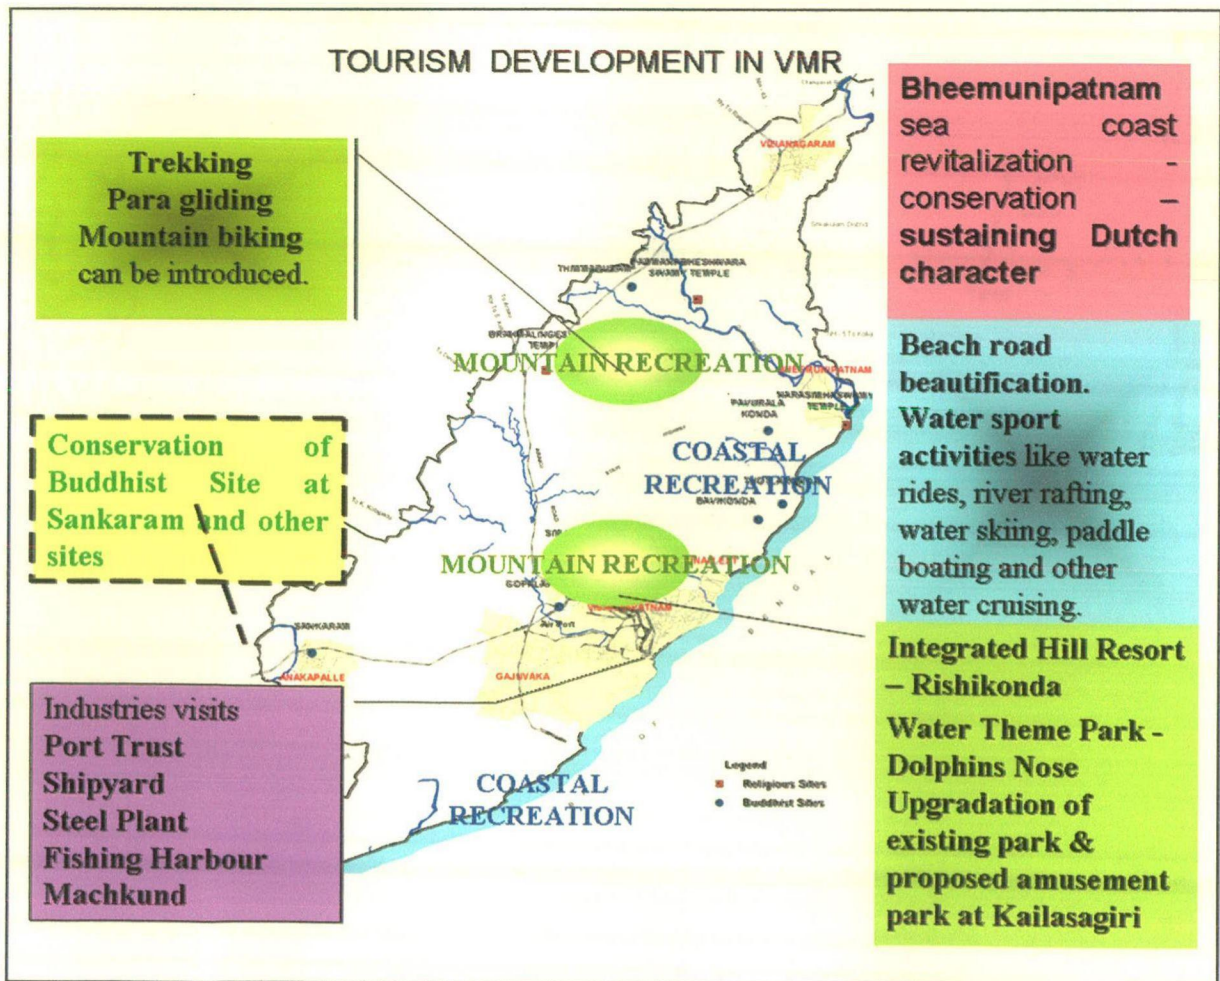 TOURISM DEVELOPMENT IN VMR
Trekking
Para gliding
Mountain biking
can be introduced.
Conservation of
Buddhist Site at
Sankaram and other
sites
Industries visits
Port Trust
Shipyard
Steel Plant
Fishing Harbour
Machkund
VIZIANAGARAM
TEMPLE
MOUNTAIN RECREATION
PAVURALA
KONDA
TEMPLE
COASTAL
RECREATION
BAVIKONDA
MOUNTAIN RECREATION
Air Port
SANKARAM
ANAKAPALLE
GAJUWAKA
COASTAL
RECREATION
Legend
Religious Sites
Buddhist Sites
Bheemunipatnam
sea coast
revitalization -
conservation –
sustaining Dutch
character
Beach road
beautification.
Water sport
activities like water
rides, river rafting,
water skiing, paddle
boating and other
water cruising.
Integrated Hill Resort
– Rishikonda
Water Theme Park -
Dolphins Nose
Upgradation of
existing park &
proposed amusement
park at Kailasagiri